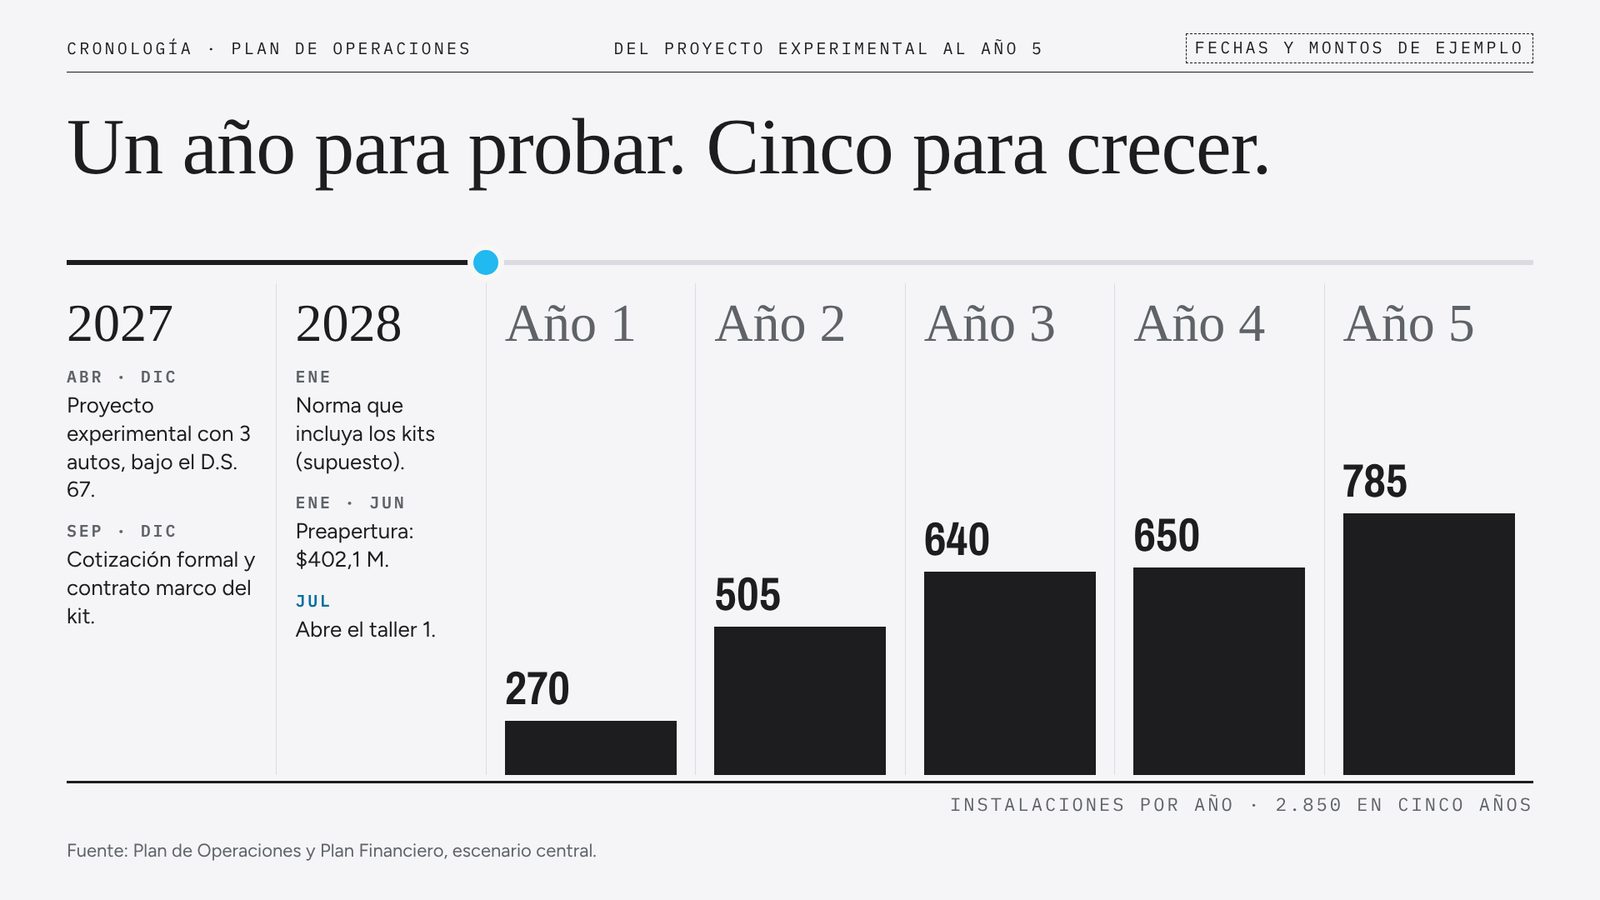 CRONOLOGÍA · PLAN DE OPERACIONES
DEL PROYECTO EXPERIMENTAL AL AÑO 5
FECHAS Y MONTOS DE EJEMPLO
Un año para probar. Cinco para crecer.
2027
ABR · DIC
Proyecto
experimental con 3
autos, bajo el D.S.
67.
SEP · DIC
Cotización formal y
contrato marco del
kit.
2028
ENE
Norma que
incluya los kits
(supuesto).
ENE · JUN
Preapertura:
$402,1 M.
JUL
Abre el taller 1.
Año 1
270
Año 2
505
Año 3
640
Año 4
650
Año 5
785
INSTALACIONES POR AÑO · 2.850 EN CINCO AÑOS
Fuente: Plan de Operaciones y Plan Financiero, escenario central.